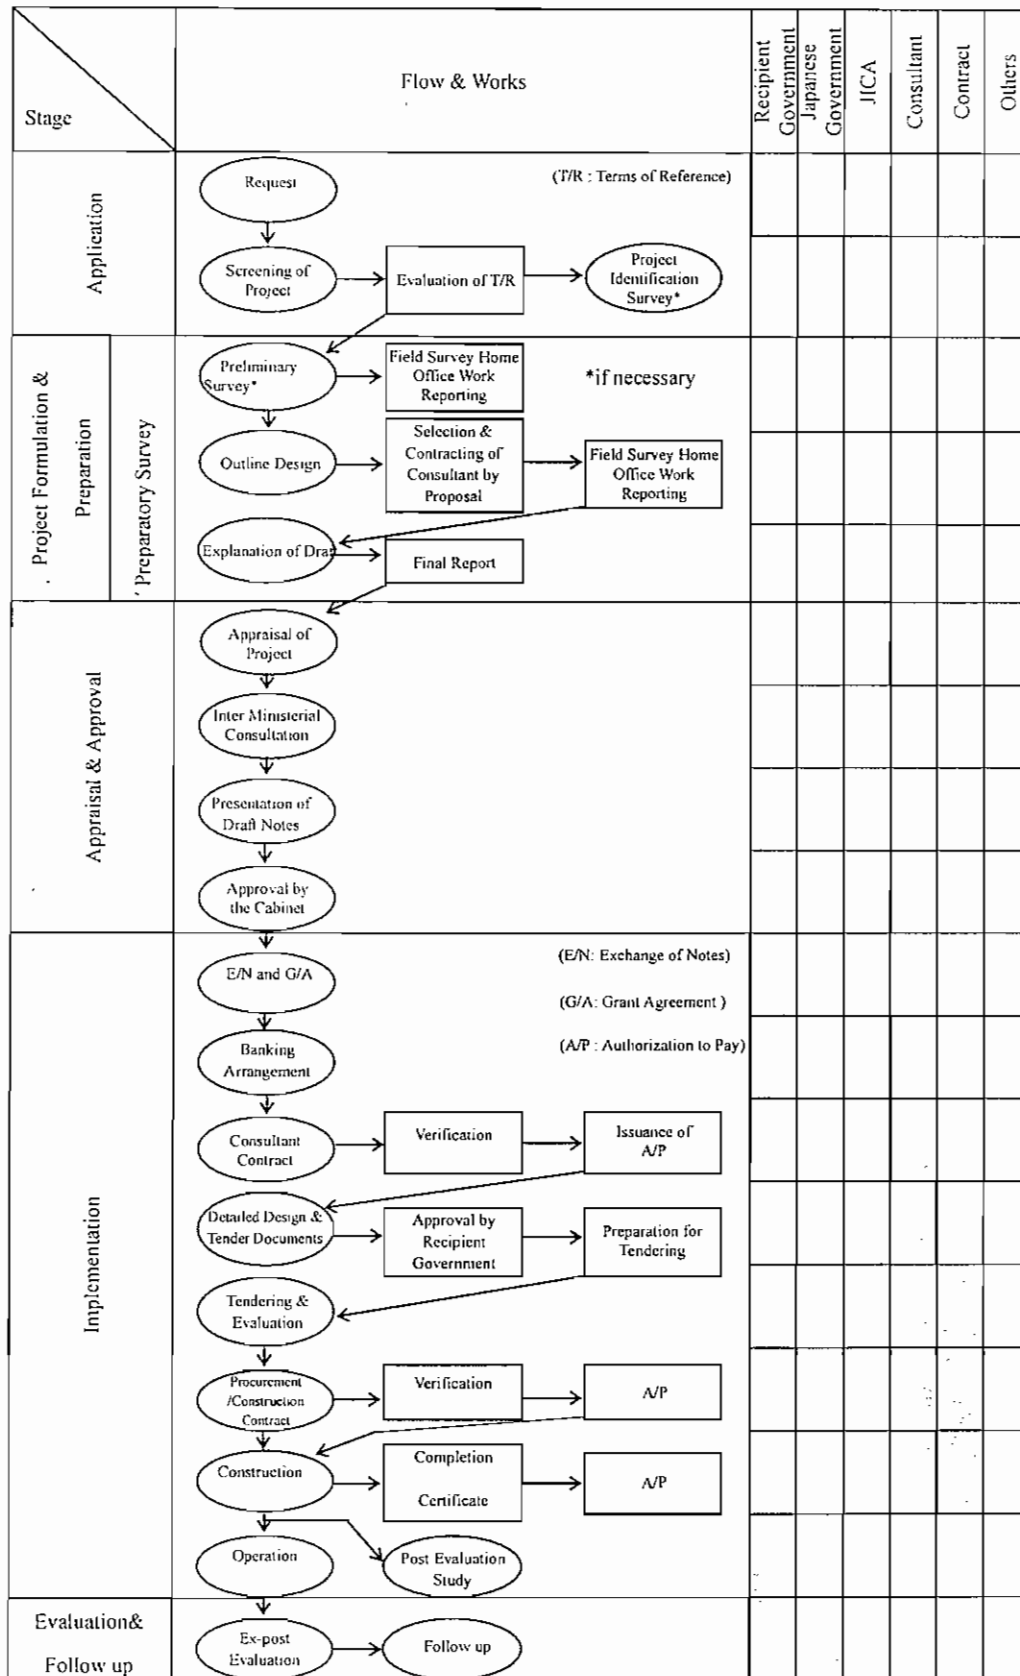 Stage
Flow & Works
Recipient
Government
Japanese
Government
JICA
Consultant
Contract
Others
Application
Request
(T/R : Terms of Reference)
Screening of
Project
Evaluation of T/R
Project
Identification
Survey*
Project Formulation &
Preparation
Preparatory Survey
Preliminary
Survey*
Field Survey Home
Office Work
Reporting
*if necessary
Outline Design
Selection &
Contracting of
Consultant by
Proposal
Field Survey Home
Office Work
Reporting
Explanation of Draf
Final Report
Appraisal & Approval
Appraisal of
Project
Inter Ministerial
Consultation
Presentation of
Draft Notes
Approval by
the Cabinet
Implementation
E/N and G/A
(E/N: Exchange of Notes)
(G/A: Grant Agreement )
(A/P : Authorization to Pay)
Banking
Arrangement
Consultant
Contract
Verification
Issuance of
A/P
Detailed Design &
Tender Documents
Approval by
Recipient
Government
Preparation for
Tendering
Tendering &
Evaluation
Procurement
/Construction
Contract
Verification
A/P
Construction
Completion
Certificate
A/P
Operation
Post Evaluation
Study
Evaluation&
Follow up
Ex-post
Evaluation
Follow up